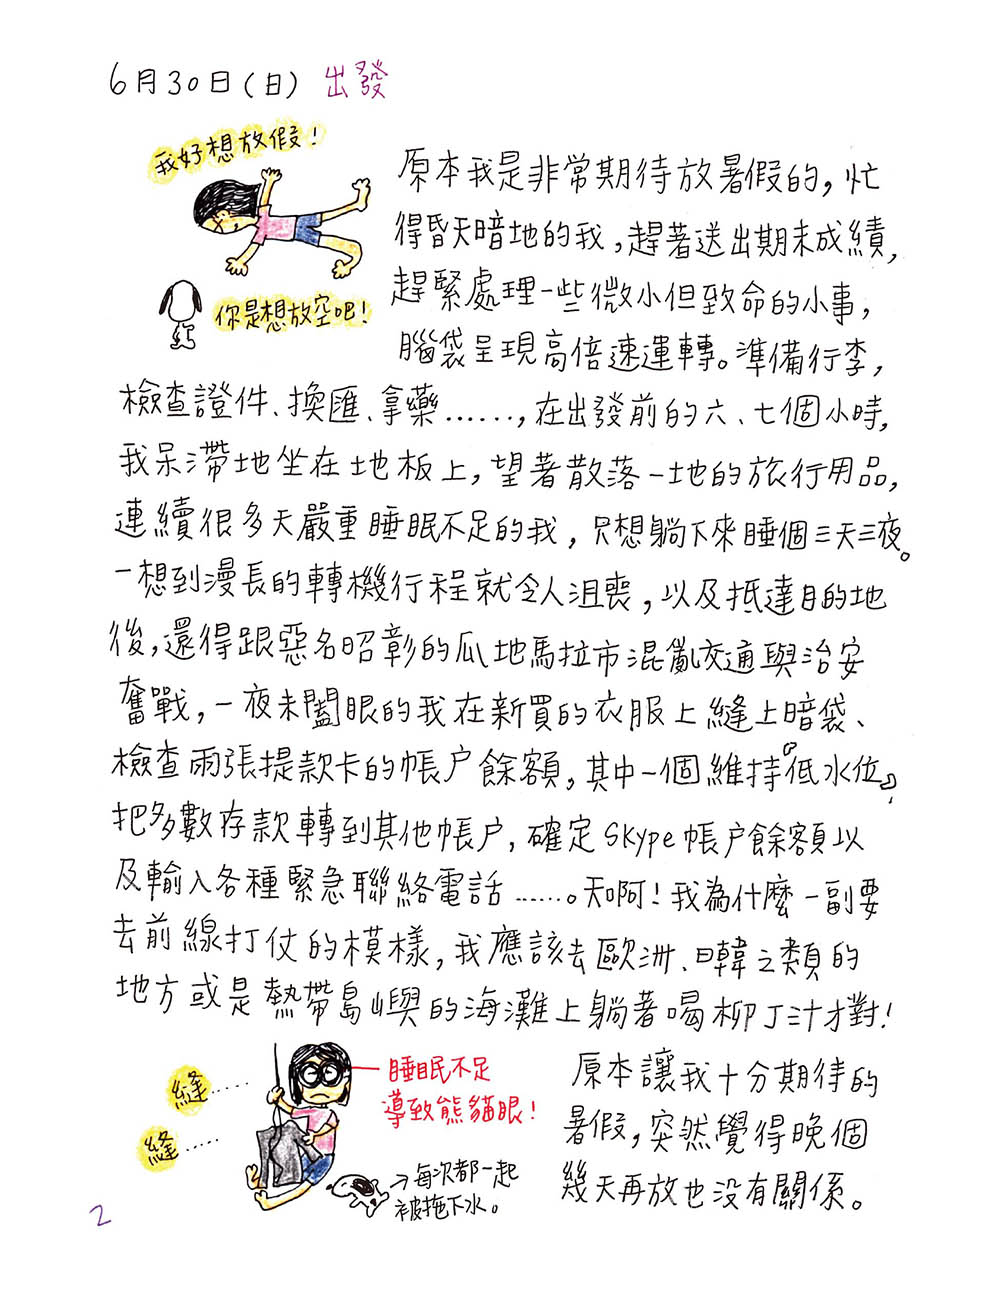 6月30日(日) 出發
我好想放假！
你是想放空吧！
原本我是非常期待放暑假的，忙
得昏天暗地的我，趕著送出期末成績，
趕緊處理一些微小但致命的小事，
腦袋呈現高倍速運轉。準備行李，
檢查證件、換匯、拿藥……，在出發前的六、七個小時，
我呆滯地坐在地板上，望著散落一地的旅行用品，
連續很多天嚴重睡眠不足的我，只想躺下來睡個三天三夜。
一想到漫長的轉機行程就令人沮喪，以及抵達目的地
後，還得跟惡名昭彰的瓜地馬拉市混亂交通與治安
奮戰，一夜未闔眼的我在新買的衣服上縫上暗袋、
檢查兩張提款卡的帳戶餘額，其中一個維持「低水位」，
把多數存款轉到其他帳戶，確定Skype帳戶餘額以
及輸入各種緊急聯絡電話……。天啊！我為什麼一副要
去前線打仗的模樣，我應該去歐洲、日韓之類的
地方或是熱帶島嶼的海灘上躺著喝柳丁汁才對！
縫……
縫……
睡眠不足
導致熊貓眼！
→每次都一起
被拖下水。
原本讓我十分期待的
暑假，突然覺得晚個
幾天再放也沒有關係。
2